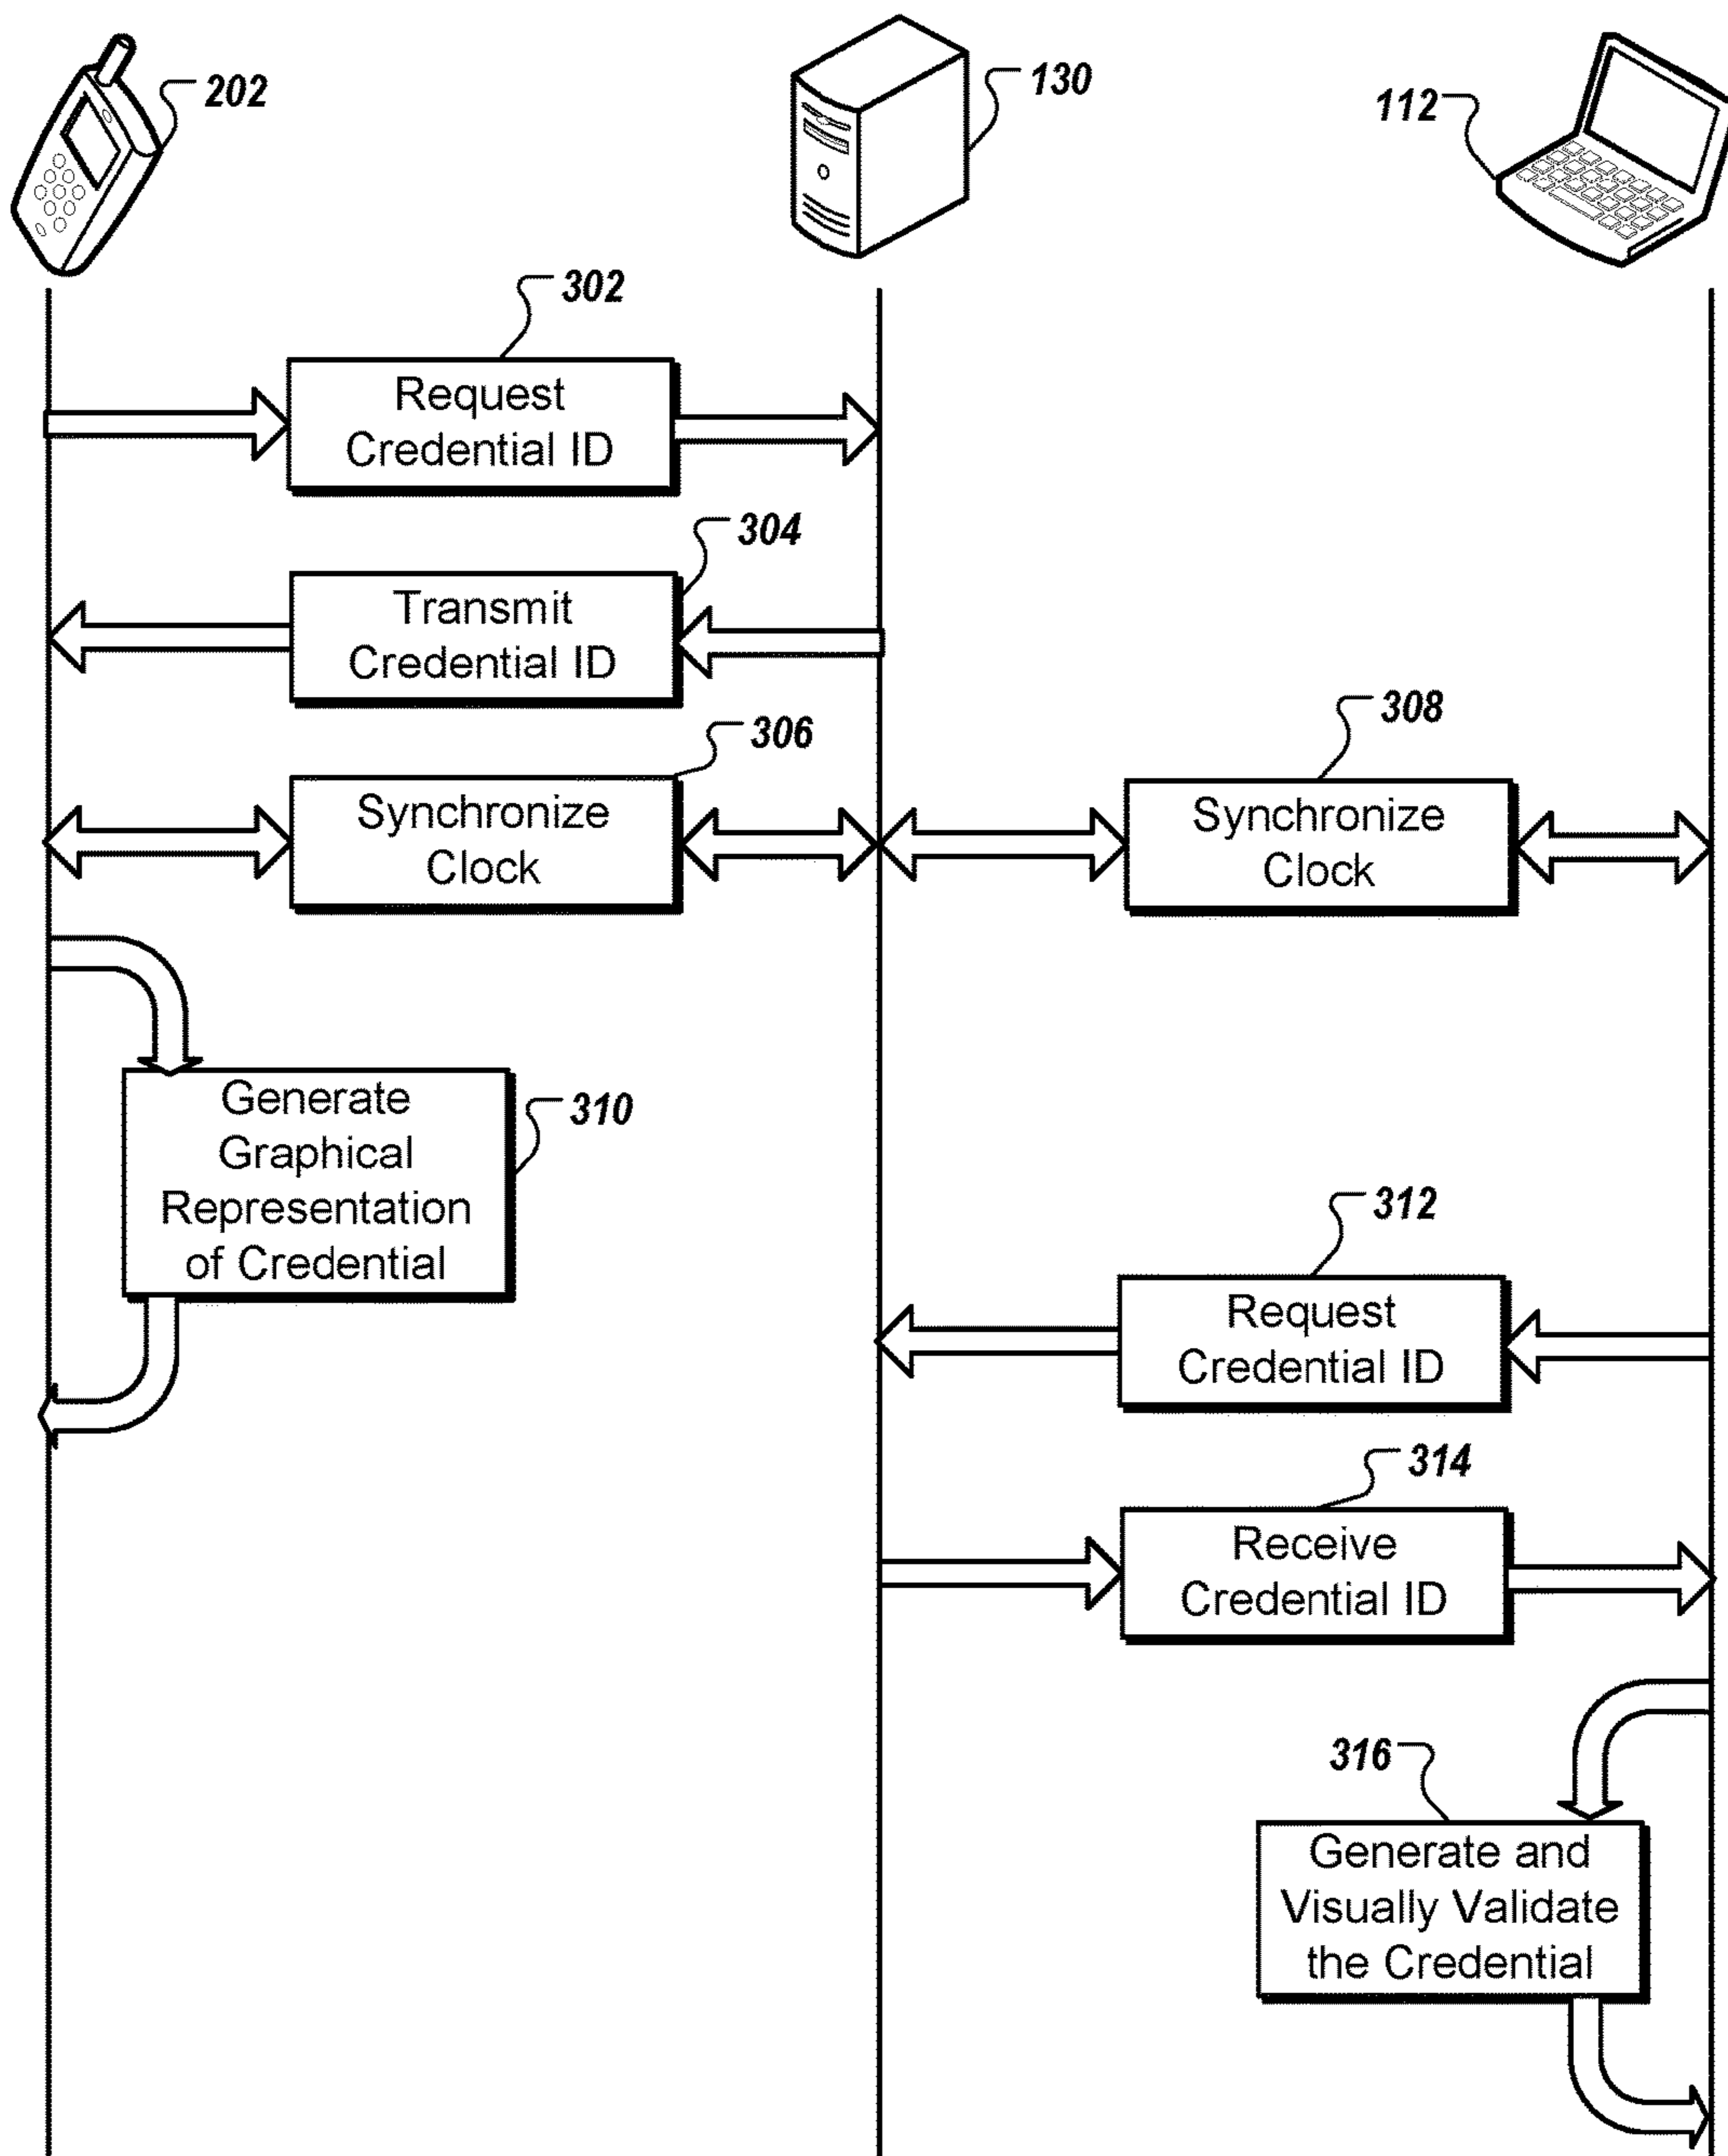 202
130
112
302
Request
Credential ID
304
Transmit
Credential ID
306
Synchronize
Clock
308
Synchronize
Clock
Generate
Graphical
Representation
of Credential
310
312
Request
Credential ID
314
Receive
Credential ID
316
Generate and
Visually Validate
the Credential